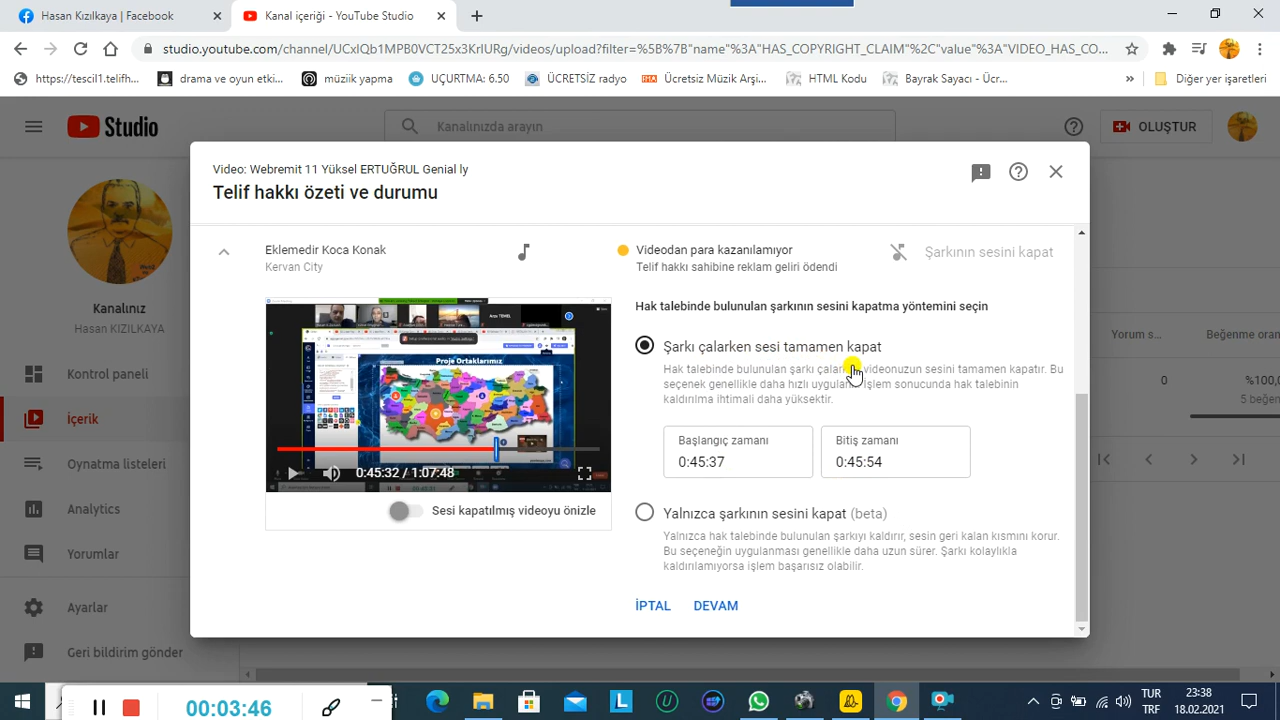 Hasan Kızılkaya | Facebook
Kanal içeriği - YouTube Studio
studio.youtube.com/channel/UCxIQb1MPB0VCT25x3KrlURg/videos/upload?filter=%5B%7B"name"%3A"HAS_COPYRIGHT_CLAIM"%2C"value"%3A"VIDEO_HAS_CO...
https://tescil1.telifh...
drama ve oyun etki...
müziik yapma
UÇURTMA: 6.50
ÜCRETSİZ radyo
Ücretsiz Müzik Arşi...
HTML Kodu
Bayrak Sayacı - Ücr...
»
Diğer yer işaretleri
Studio
Kanalınızda arayın
OLUŞTUR
Video: Webremit 11 Yüksel ERTUĞRUL Genial ly
Telif hakkı özeti ve durumu
Kanalınız
Hasan KIZILKAYA
Kontrol paneli
İçerik
Oynatma listeleri
Analytics
Yorumlar
Ayarlar
Geri bildirim gönder
Eklemedir Koca Konak
Kervan City
Videodan para kazanılamıyor
Telif hakkı sahibine reklam geliri ödendi
Şarkının sesini kapat
Hak talebinde bulunulan şarkının sesini kapatma yöntemini seçin
Şarkı çalarken sesi tamamen kapat
Hak talebinde bulunulan şarkı çalarken videonuzun sesini tamamen kapatır. Bu
seçenek genellikle daha hızlı uygulanır. İşlem sonucunda hak talebinin
kaldırılma ihtimali daha yüksektir.
Başlangıç zamanı
0:45:37
Bitiş zamanı
0:45:54
Yalnızca şarkının sesini kapat (beta)
Yalnızca hak talebinde bulunulan şarkıyı kaldırır, sesin geri kalan kısmını korur.
Bu seçeneğin uygulanması genellikle daha uzun sürer. Şarkı kolaylıkla
kaldırılamıyorsa işlem başarısız olabilir.
İPTAL
DEVAM
Proje Ortaklarımız
0:45:32 / 1:07:48
Sesi kapatılmış videoyu önizle
Yorum s...
Beğenme oran
0
%100,
5 beğen
00:03:46
TUR
TRF
23:38
18.02.2021